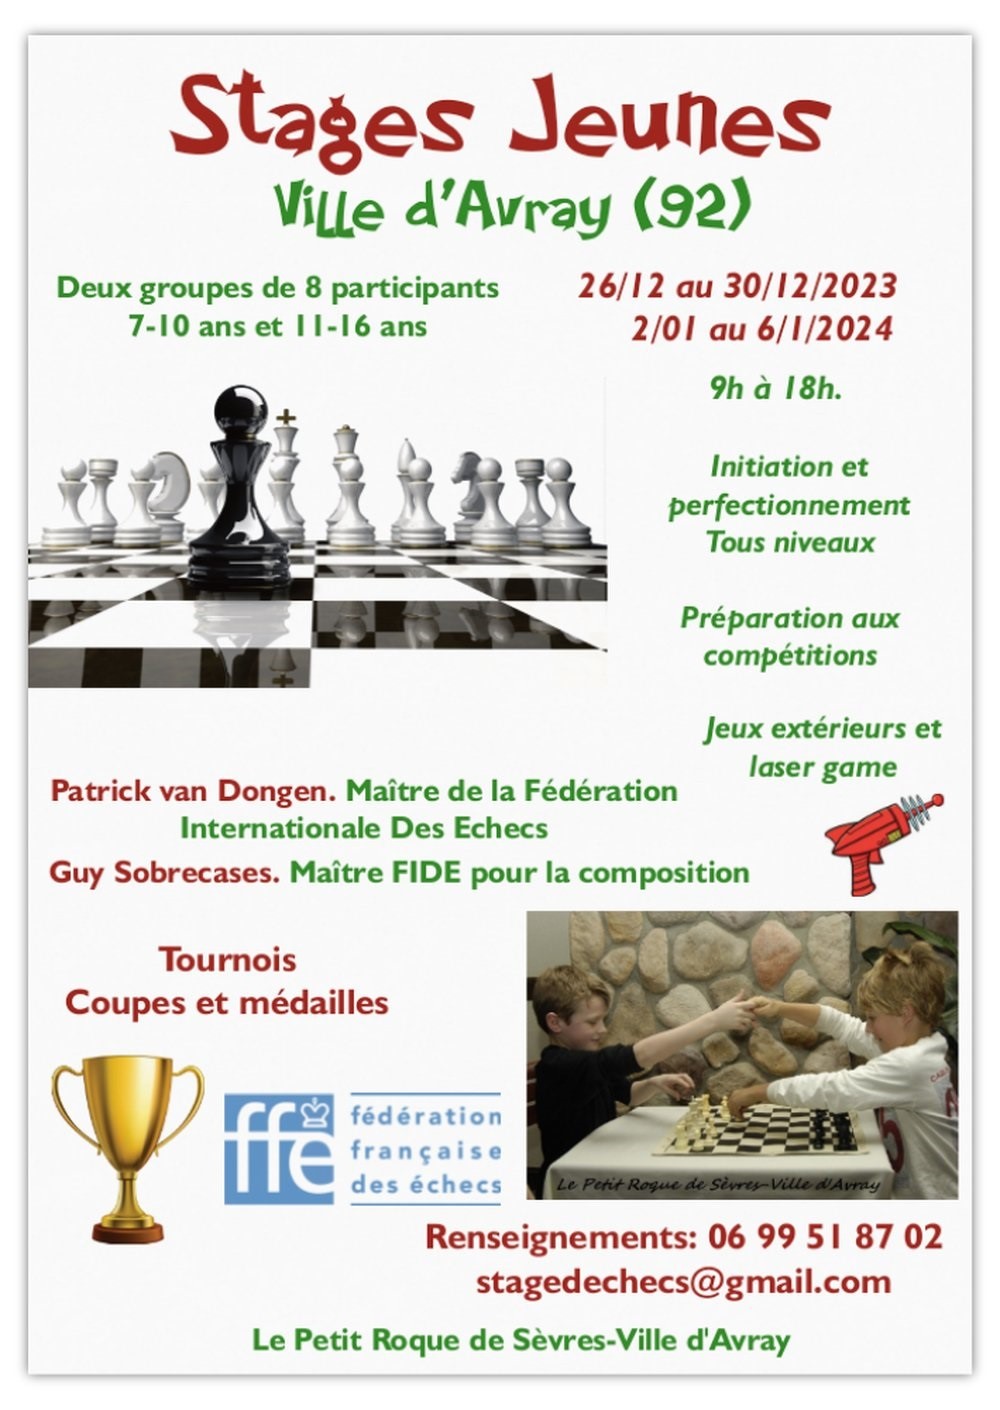 Stages Jeunes
Ville d'Avray (92)
Deux groupes de 8 participants
7-10 ans et 11-16 ans
26/12 au 30/12/2023
2/01 au 6/1/2024
9h à 18h.
Initiation et
perfectionnement
Tous niveaux
Préparation aux
compétitions
Jeux extérieurs et
laser game
Patrick van Dongen. Maître de la Fédération
Internationale Des Echecs
Guy Sobrecases. Maître FIDE pour la composition
Tournois
Coupes et médailles
ffe
fédération
française
des échecs
Le Petit Roque de Sèvres-Ville d'Avray
Renseignements: 06 99 51 87 02
stagedechecs@gmail.com
Le Petit Roque de Sèvres-Ville d'Avray